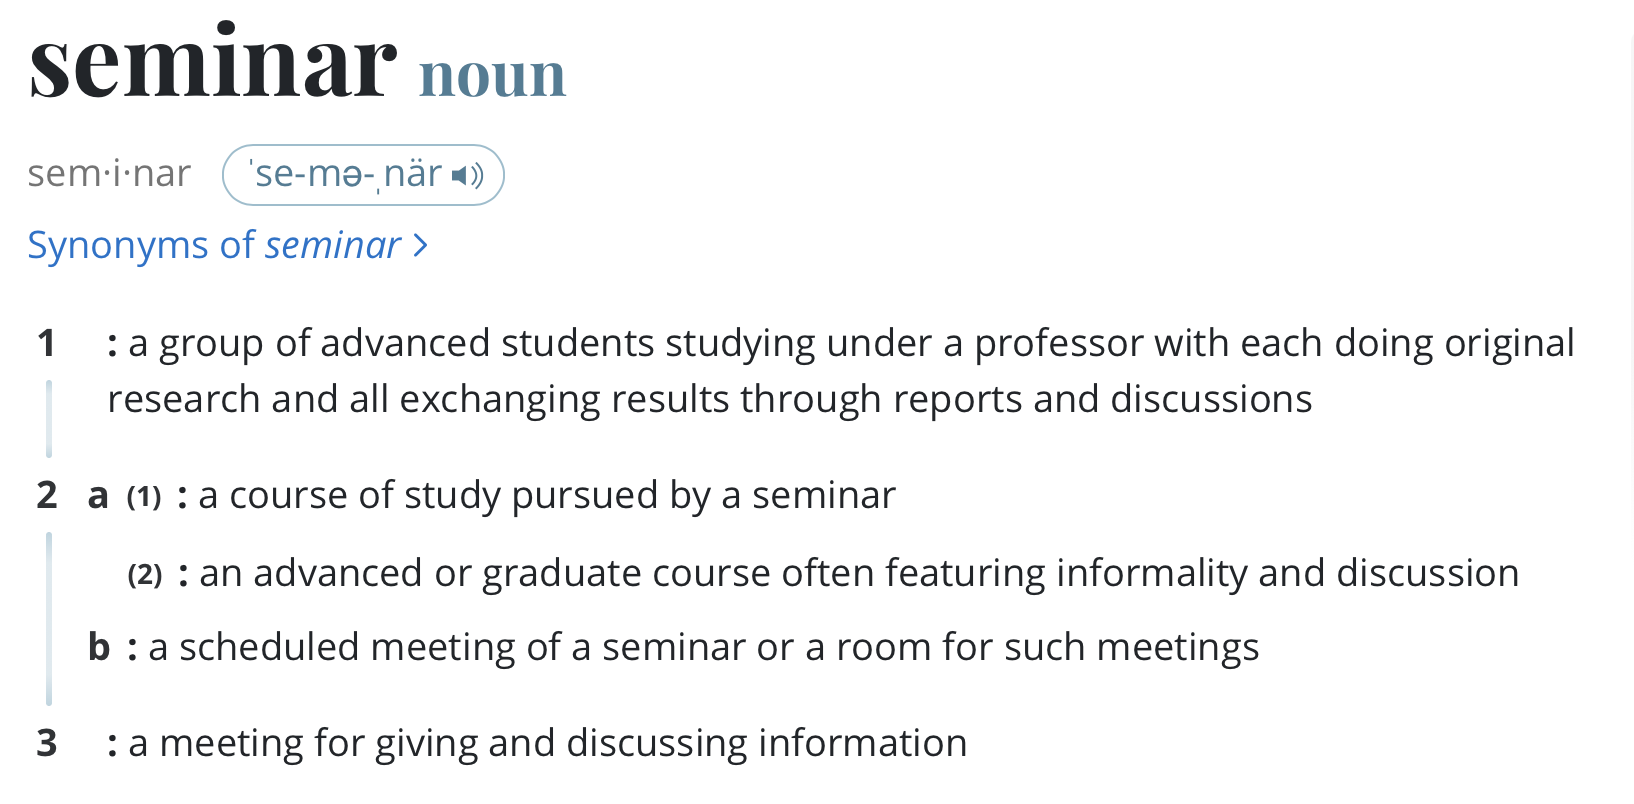 seminar noun
sem·i·nar ˈse-mə-ˌnär
Synonyms of seminar >
1 : a group of advanced students studying under a professor with each doing original
research and all exchanging results through reports and discussions
2 a (1) : a course of study pursued by a seminar
(2) : an advanced or graduate course often featuring informality and discussion
b : a scheduled meeting of a seminar or a room for such meetings
3 : a meeting for giving and discussing information